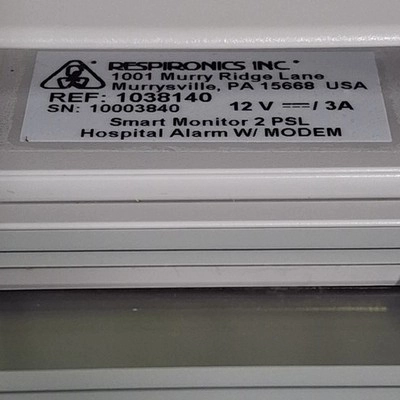 RESPIRONICS INC.
1001 Murry Ridge Lane
Murrysville, PA 15668 USA
REF: 1038140 12 V ⎓/ 3A
SN: 10003840
Smart Monitor 2 PSL
Hospital Alarm W/ MODEM